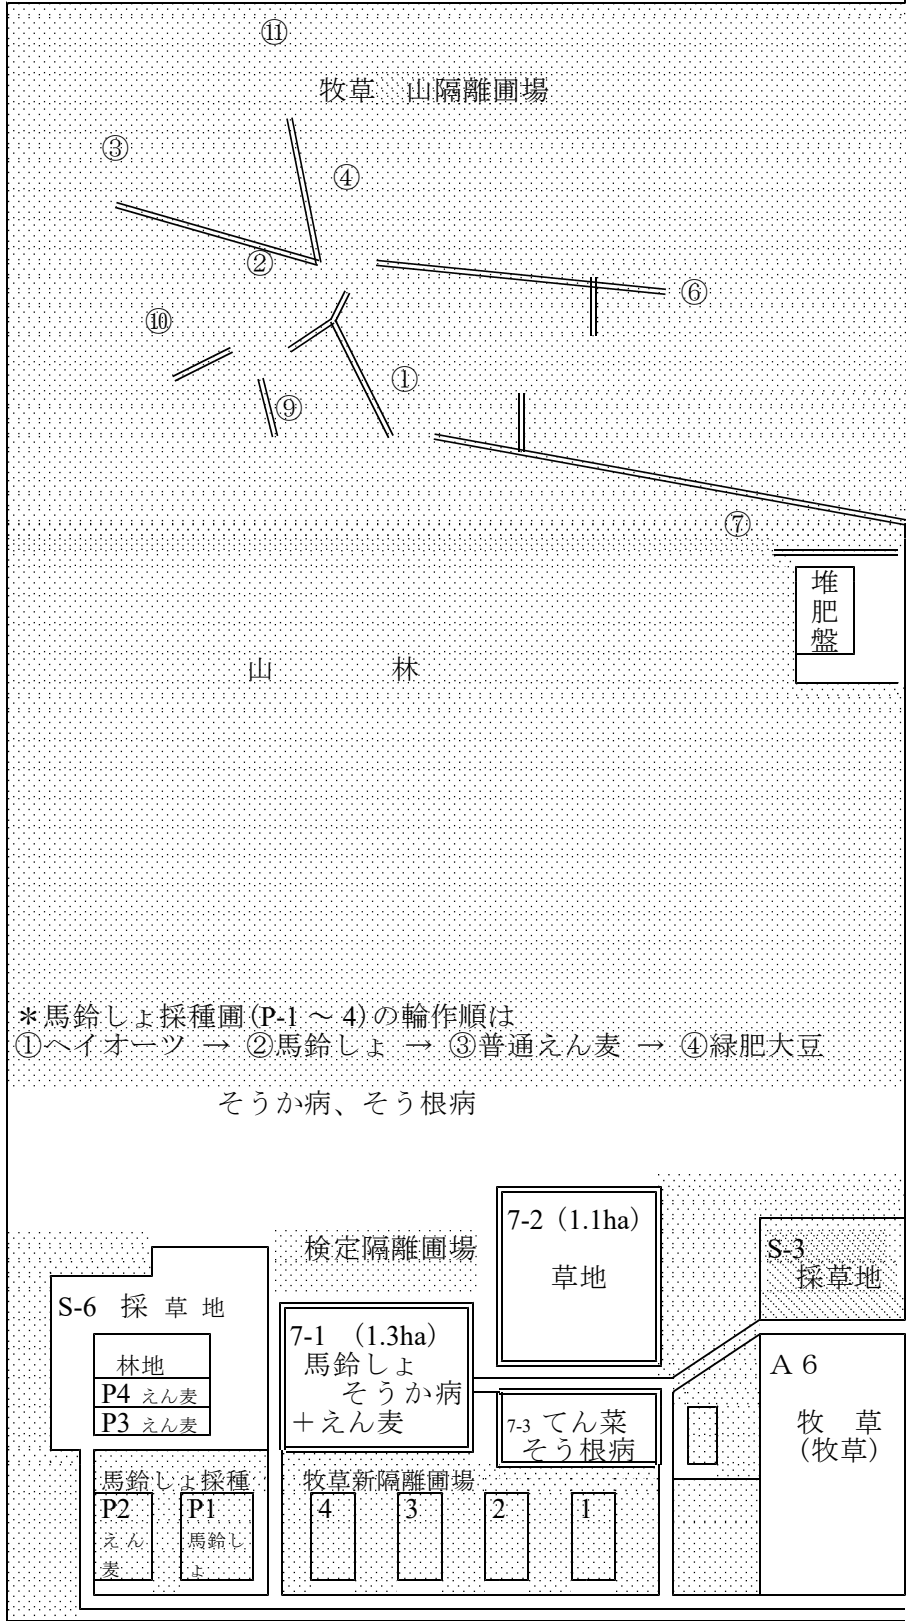 ⑪
牧草 山隔離圃場
③
④
②
⑥
⑩
①
⑨
⑦
堆肥盤
山 林
＊馬鈴しょ採種圃(P-1 ～ 4)の輪作順は
①ヘイオーツ → ②馬鈴しょ → ③普通えん麦 → ④緑肥大豆
そうか病、そう根病
7-2（1.1ha）
草地
検定隔離圃場
S-3
採草地
S-6 採 草 地
7-1 （1.3ha）
馬鈴しょ
そうか病
＋えん麦
林地
P4 えん麦
P3 えん麦
A 6
牧 草
(牧草)
7-3 てん菜
そう根病
馬鈴しょ採種
牧草新隔離圃場
P2
えん
麦
P1
馬鈴し
ょ
4
3
2
1